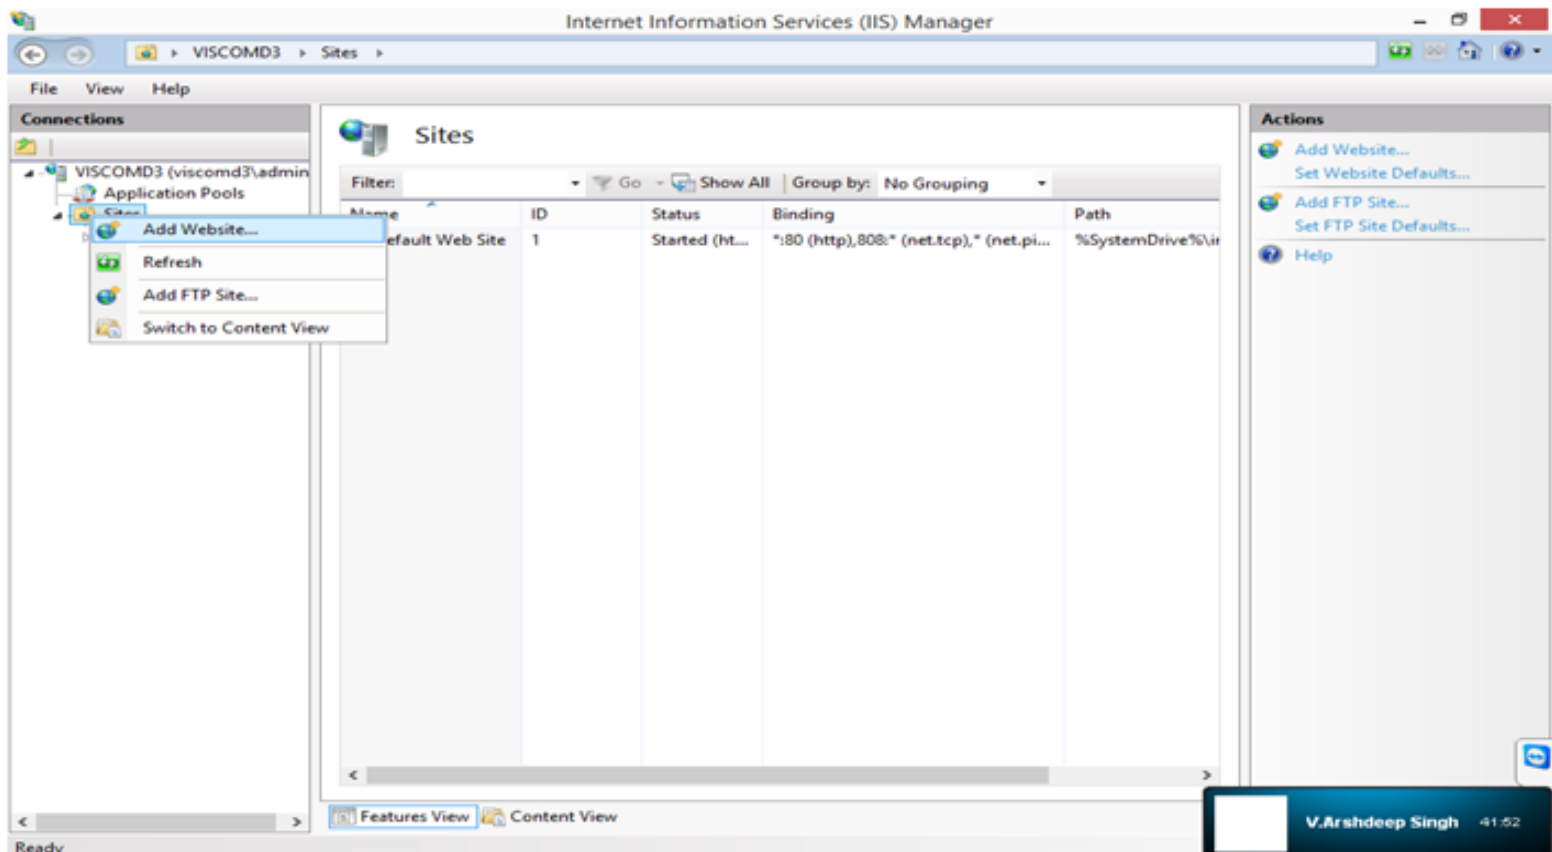 Internet Information Services (IIS) Manager
VISCOMD3 Sites
File View Help
Connections
VISCOMD3 (viscomd3\admin
Application Pools
Sites
Add Website...
Refresh
Add FTP Site...
Switch to Content View
Sites
Filter: Go Show All Group by: No Grouping
Name ID Status Binding Path
efault Web Site 1 Started (ht... *:80 (http),808:* (net.tcp),* (net.pi... %SystemDrive%\in
Features View Content View
Actions
Add Website...
Set Website Defaults...
Add FTP Site...
Set FTP Site Defaults...
Help
V.Arshdeep Singh 41:52
Ready